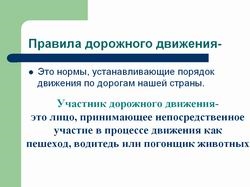 Правила дорожного движения-
Это нормы, устанавливающие порядок
движения по дорогам нашей страны.
Участник дорожного движения-
это лицо, принимающее непосредственное
участие в процессе движения как
пешеход, водитель или погонщик животных